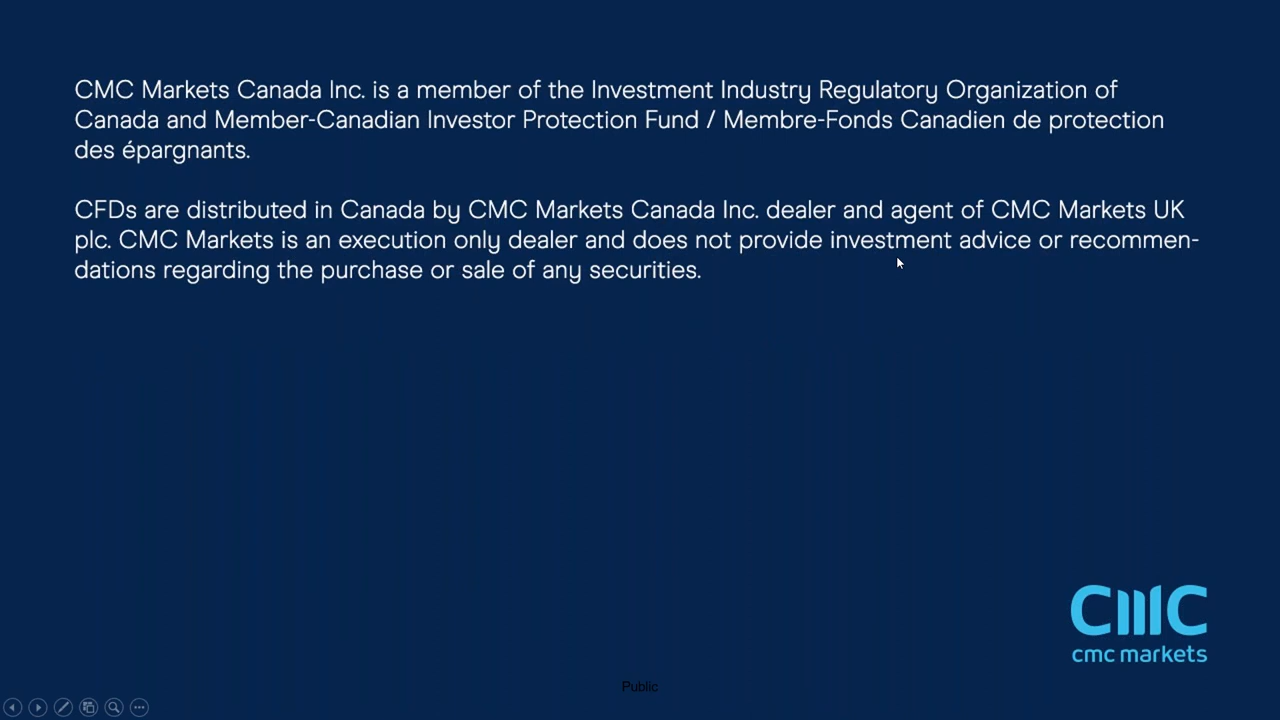 CMC Markets Canada Inc. is a member of the Investment Industry Regulatory Organization of
Canada and Member-Canadian Investor Protection Fund / Membre-Fonds Canadien de protection
des épargnants.
CFDs are distributed in Canada by CMC Markets Canada Inc. dealer and agent of CMC Markets UK
plc. CMC Markets is an execution only dealer and does not provide investment advice or recommen-
dations regarding the purchase or sale of any securities.
CMC
cmc markets
Public